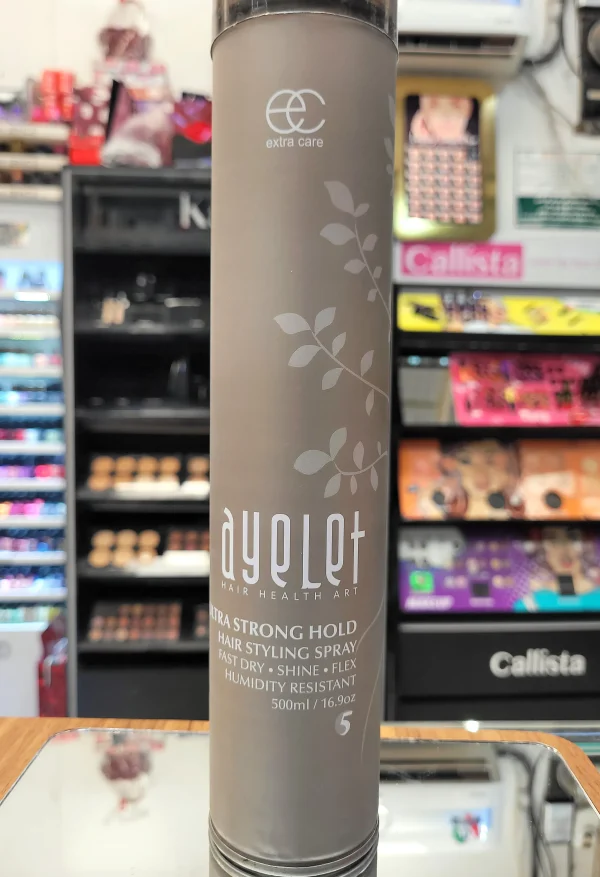 ec
extra care
Callista
ayelet
HAIR HEALTH ART
XTRA STRONG HOLD
HAIR STYLING SPRAY
FAST DRY • SHINE • FLEX
HUMIDITY RESISTANT
500ml / 16.9oz
5
Callista